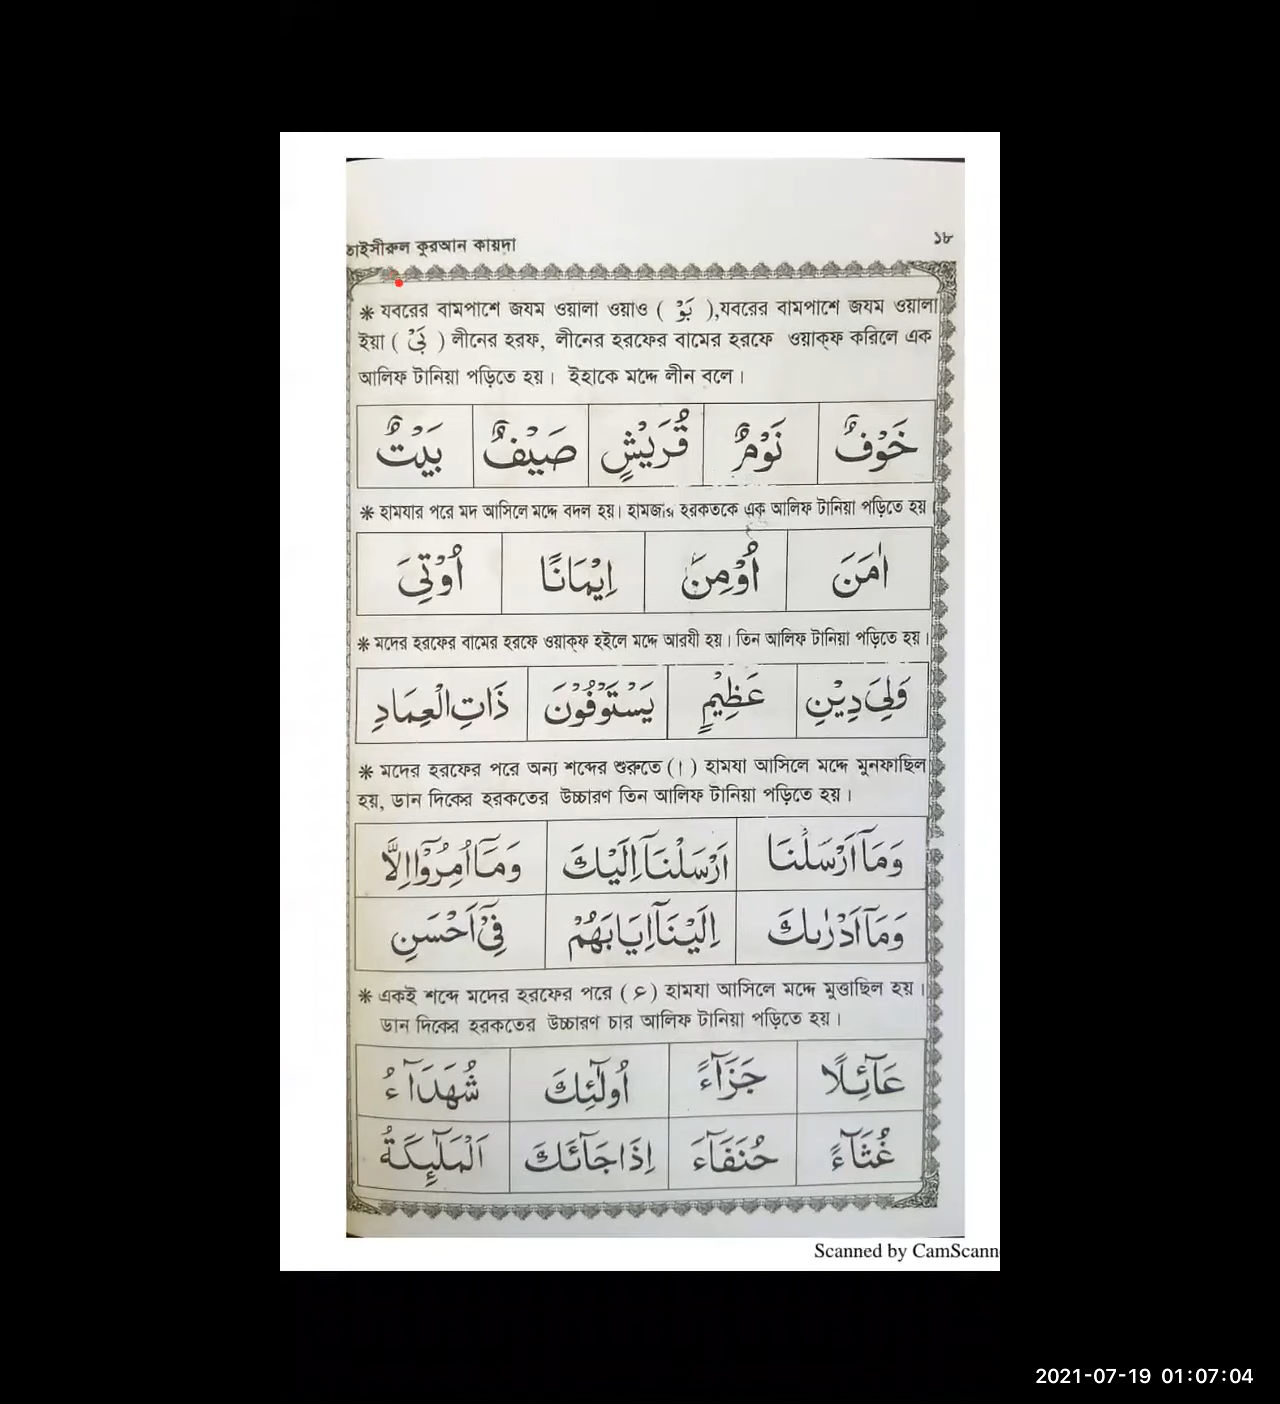 তাইসীরুল কুরআন কায়দা ১৮
* যবরের বামপাশে জযম ওয়ালা ওয়াও ( بَوْ ),যবরের বামপাশে জযম ওয়ালা
ইয়া ( بَىْ ) লীনের হরফ, লীনের হরফের বামের হরফে ওয়াক্ফ করিলে এক
আলিফ টানিয়া পড়িতে হয়। ইহাকে মদ্দে লীন বলে।
خَوْفٌ نَوْمٌ قُرَيْشٍ صَيْفٌ بَيْتٌ
* হামযার পরে মদ আসিলে মদ্দে বদল হয়। হামজার হরকতকে এক আলিফ টানিয়া পড়িতে হয়।
اٰمَنَ اُوْمِنَ اِيْمَانًا اُوْتِىَ
* মদের হরফের বামের হরফে ওয়াক্ফ হইলে মদ্দে আরযী হয়। তিন আলিফ টানিয়া পড়িতে হয়।
وَلِىَ دِيْنِ عَظِيْمٍ يَسْتَوْفُوْنَ ذَاتِ الْعِمَادِ
* মদের হরফের পরে অন্য শব্দের শুরুতে (ا) হামযা আসিলে মদ্দে মুনফাছিল
হয়, ডান দিকের হরকতের উচ্চারণ তিন আলিফ টানিয়া পড়িতে হয়।
وَمَآ اَرْسَلْنَا اَرْسَلْنَآ اِلَيْكَ وَمَآ اُمِرُوْٓا اِلَّا
وَمَآ اَدْرٰىكَ اِلَيْنَآ اِيَابَهُمْ فِىْٓ اَحْسَنِ
* একই শব্দে মদের হরফের পরে (ء) হামযা আসিলে মদ্দে মুত্তাছিল হয়।
ডান দিকের হরকতের উচ্চারণ চার আলিফ টানিয়া পড়িতে হয়।
عَآئِلًا جَزَآءً اُولٰٓئِكَ شُهَدَآءُ
غُثَآءً حُنَفَآءَ اِذَا جَآئَكَ اَلْمَلٰٓئِكَةُ
Scanned by CamScann
2021-07-19 01:07:04